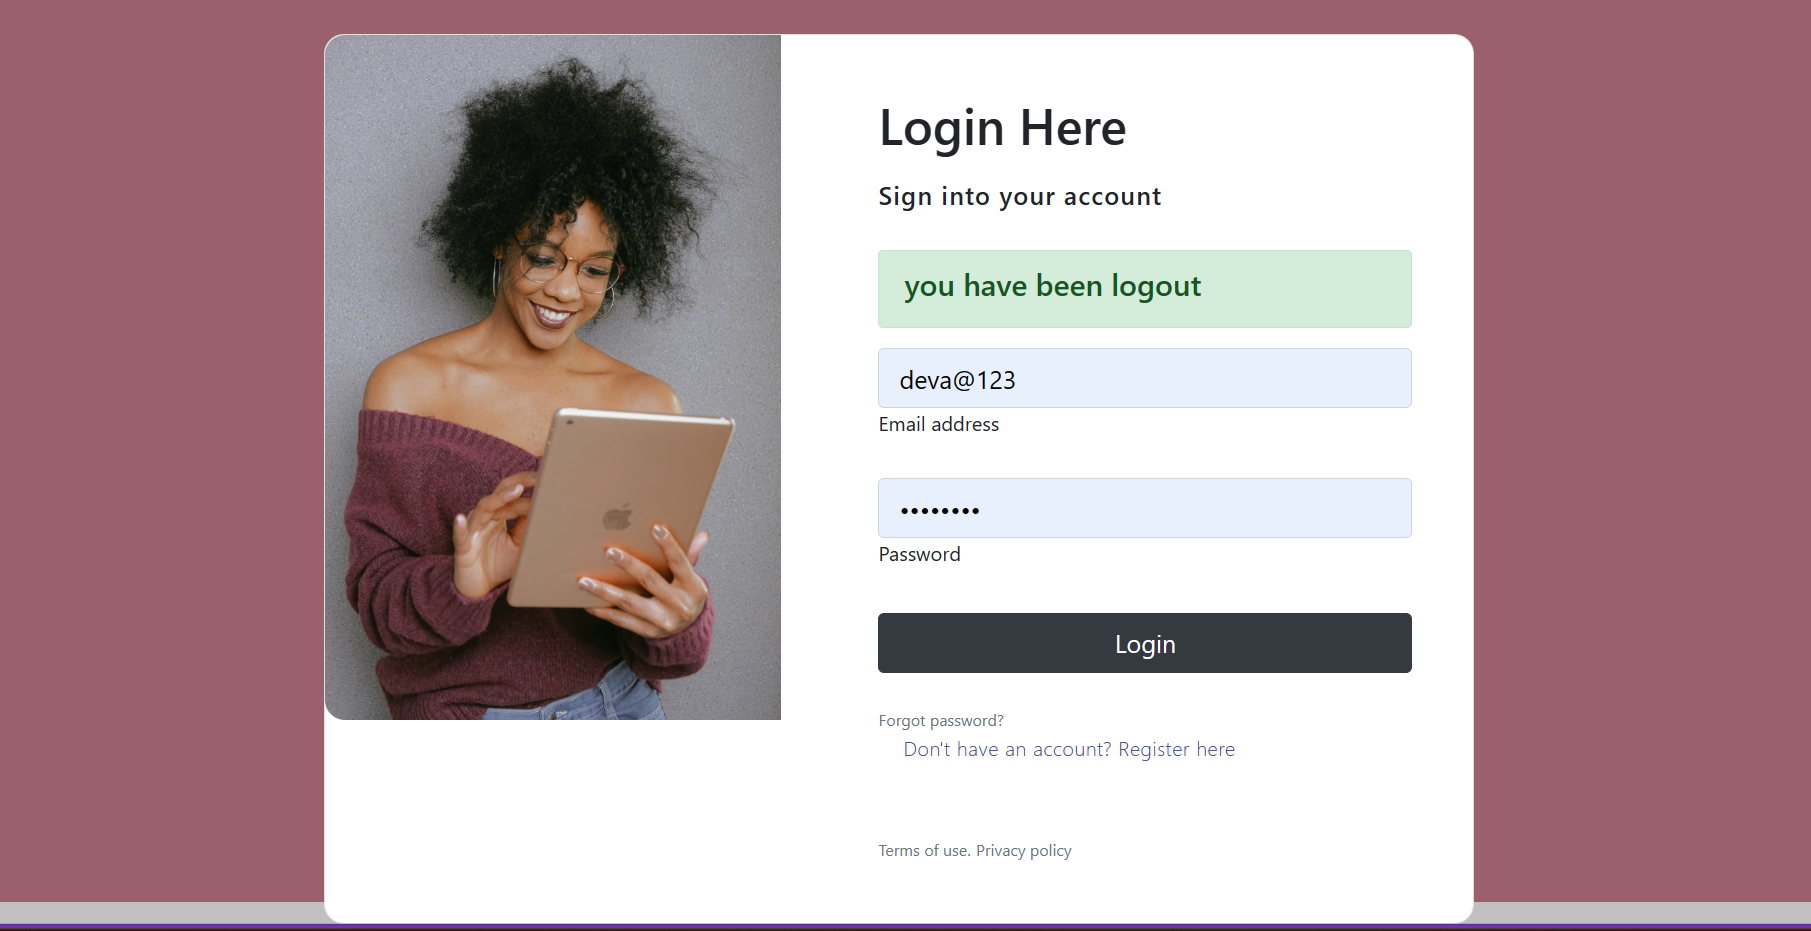 Login Here
Sign into your account
you have been logout
deva@123
Email address
••••••••
Password
Login
Forgot password?
Don't have an account? Register here
Terms of use. Privacy policy